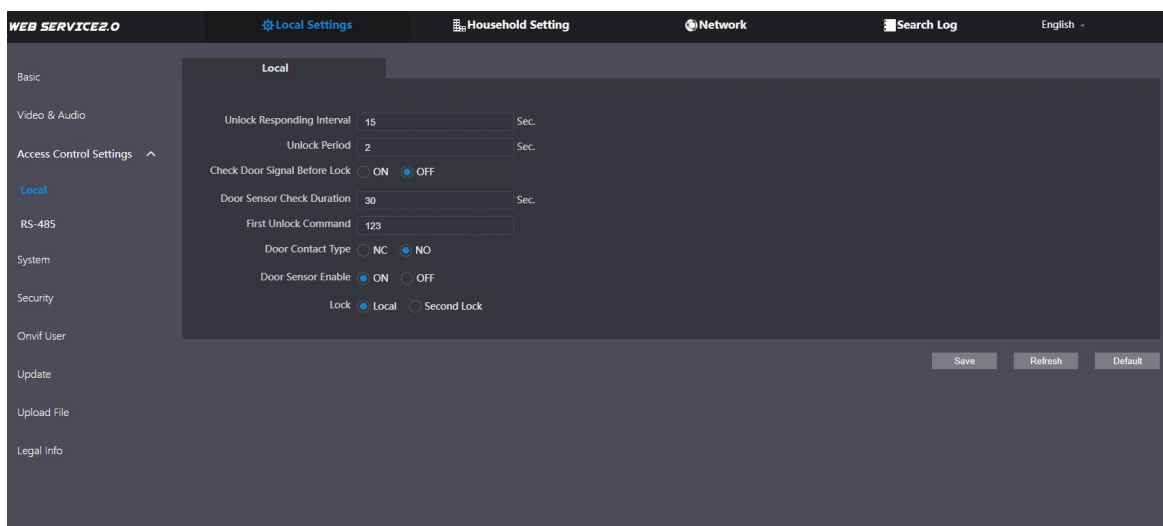 WEB SERVICE2.0 Local Settings Household Setting Network Search Log English
Basic
Video & Audio
Access Control Settings
Local
RS-485
System
Security
Onvif User
Update
Upload File
Legal Info
Local
Unlock Responding Interval 15 Sec.
Unlock Period 2 Sec.
Check Door Signal Before Lock ON OFF
Door Sensor Check Duration 30 Sec.
First Unlock Command 123
Door Contact Type NC NO
Door Sensor Enable ON OFF
Lock Local Second Lock
Save Refresh Default